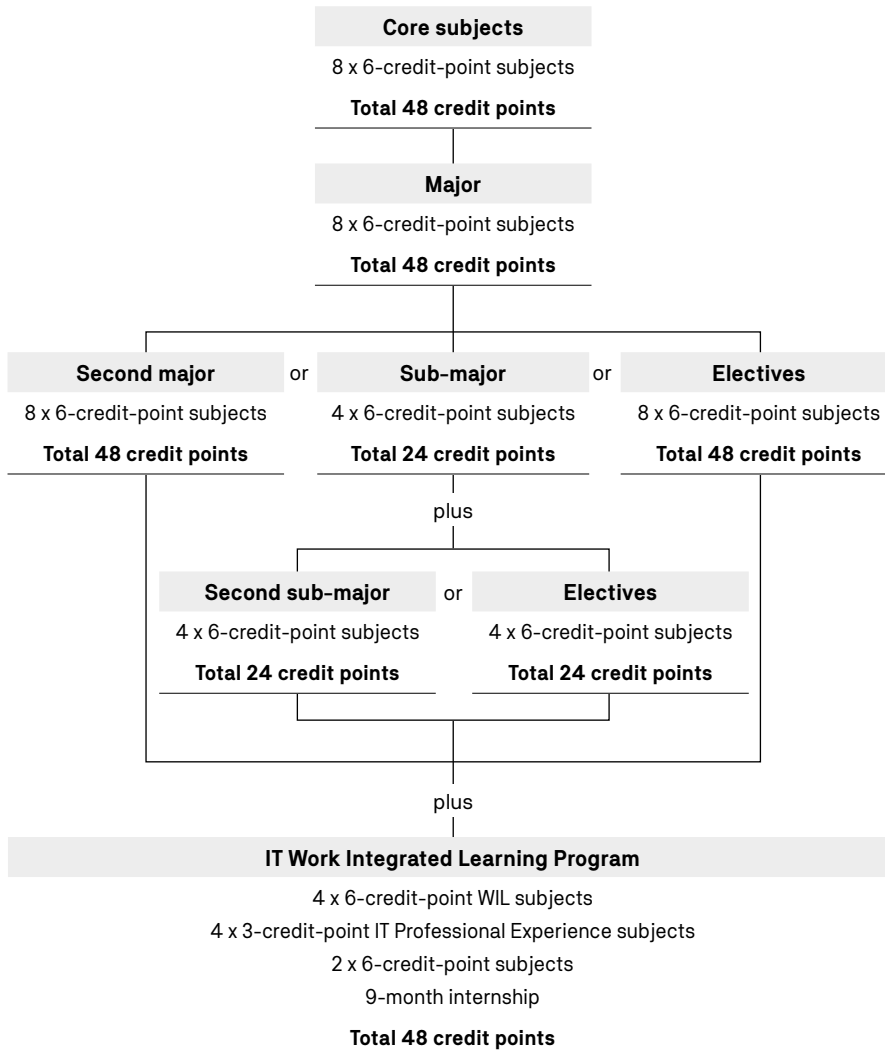 Core subjects
8 x 6-credit-point subjects
Total 48 credit points
Major
8 x 6-credit-point subjects
Total 48 credit points
Second major or Sub-major or Electives
8 x 6-credit-point subjects 4 x 6-credit-point subjects 8 x 6-credit-point subjects
Total 48 credit points Total 24 credit points Total 48 credit points
plus
Second sub-major or Electives
4 x 6-credit-point subjects 4 x 6-credit-point subjects
Total 24 credit points Total 24 credit points
plus
IT Work Integrated Learning Program
4 x 6-credit-point WIL subjects
4 x 3-credit-point IT Professional Experience subjects
2 x 6-credit-point subjects
9-month internship
Total 48 credit points